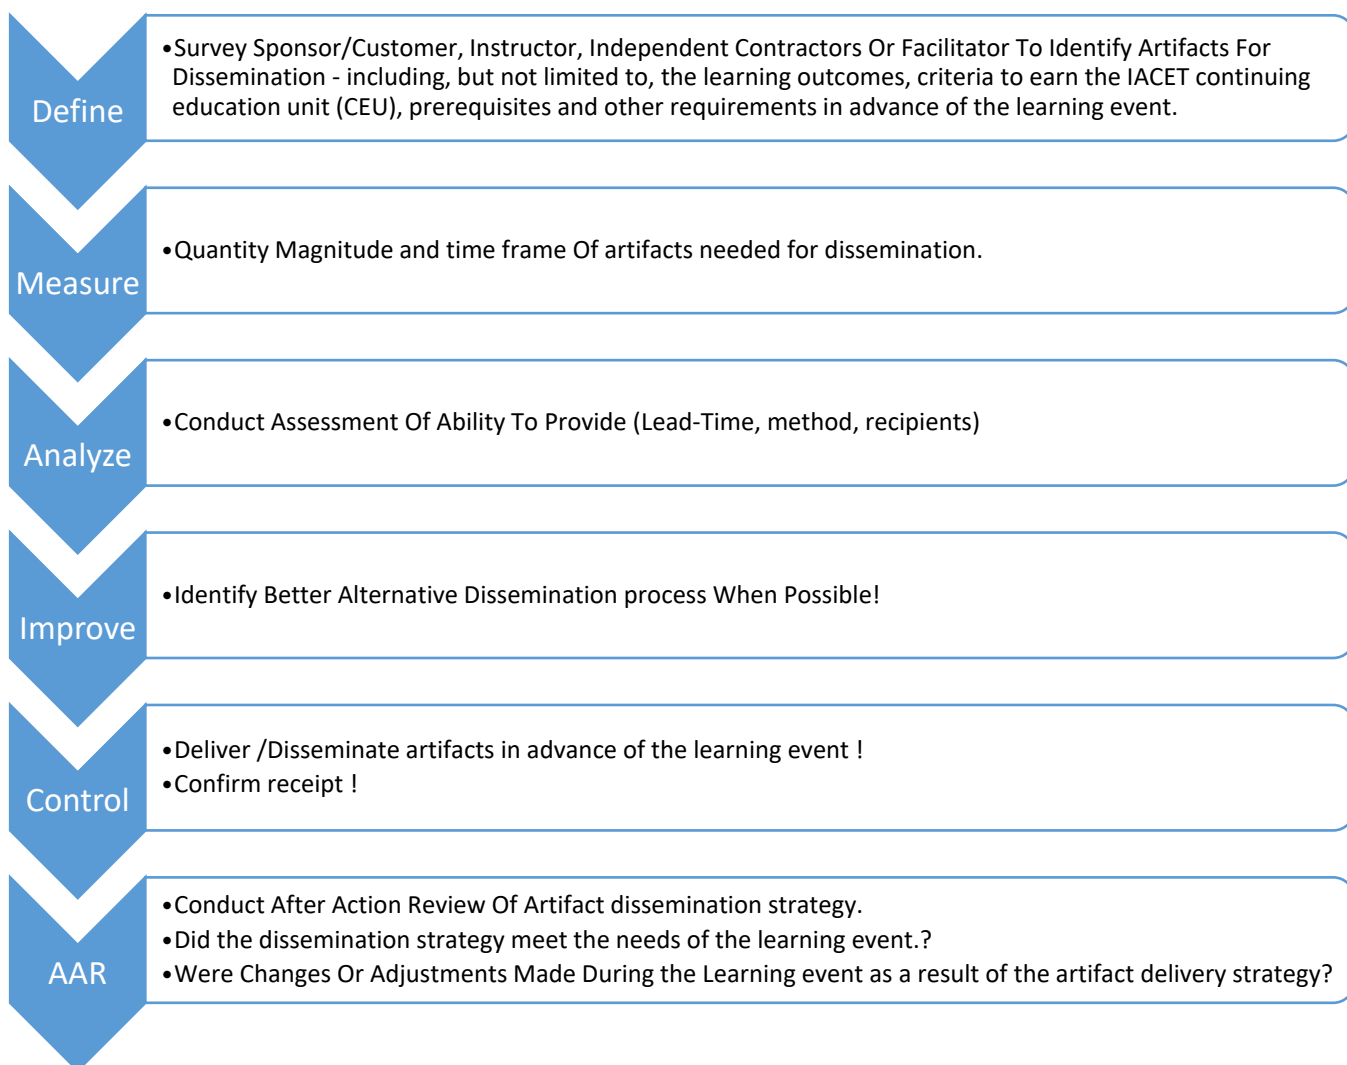 Define
•Survey Sponsor/Customer, Instructor, Independent Contractors Or Facilitator To Identify Artifacts For
Dissemination - including, but not limited to, the learning outcomes, criteria to earn the IACET continuing
education unit (CEU), prerequisites and other requirements in advance of the learning event.
Measure
•Quantity Magnitude and time frame Of artifacts needed for dissemination.
Analyze
•Conduct Assessment Of Ability To Provide (Lead-Time, method, recipients)
Improve
•Identify Better Alternative Dissemination process When Possible!
Control
•Deliver /Disseminate artifacts in advance of the learning event !
•Confirm receipt !
AAR
•Conduct After Action Review Of Artifact dissemination strategy.
•Did the dissemination strategy meet the needs of the learning event.?
•Were Changes Or Adjustments Made During the Learning event as a result of the artifact delivery strategy?